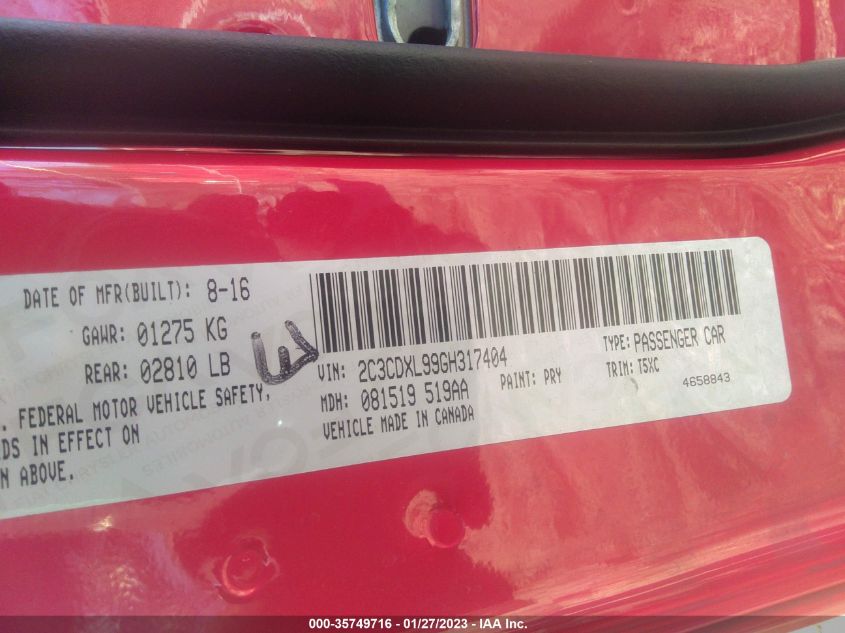 DATE OF MFR(BUILT): 8-16
GAWR: 01275 KG
REAR: 02810 LB
. FEDERAL MOTOR VEHICLE SAFETY,
DS IN EFFECT ON
N ABOVE.
E
VIN: 2C3CDXL99GH317404
TYPE: PASSENGER CAR
MDH: 081519 519AA
PAINT: PRY
TRIM: T5XC
VEHICLE MADE IN CANADA
4658843
000-35749716 - 01/27/2023 - © Copyright 2023, IAA Inc.